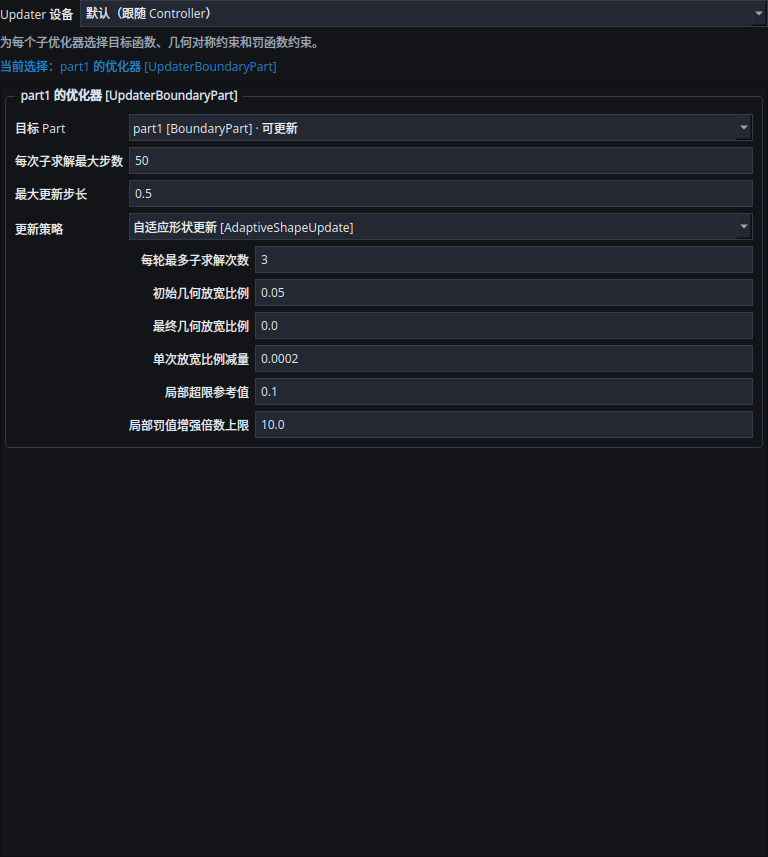 Updater 设备 默认（跟随 Controller）
为每个子优化器选择目标函数、几何对称约束和罚函数约束。
当前选择：part1 的优化器 [UpdaterBoundaryPart]
part1 的优化器 [UpdaterBoundaryPart]
目标 Part part1 [BoundaryPart] · 可更新
每次子求解最大步数 50
最大更新步长 0.5
更新策略 自适应形状更新 [AdaptiveShapeUpdate]
每轮最多子求解次数 3
初始几何放宽比例 0.05
最终几何放宽比例 0.0
单次放宽比例减量 0.0002
局部超限参考值 0.1
局部罚值增强倍数上限 10.0